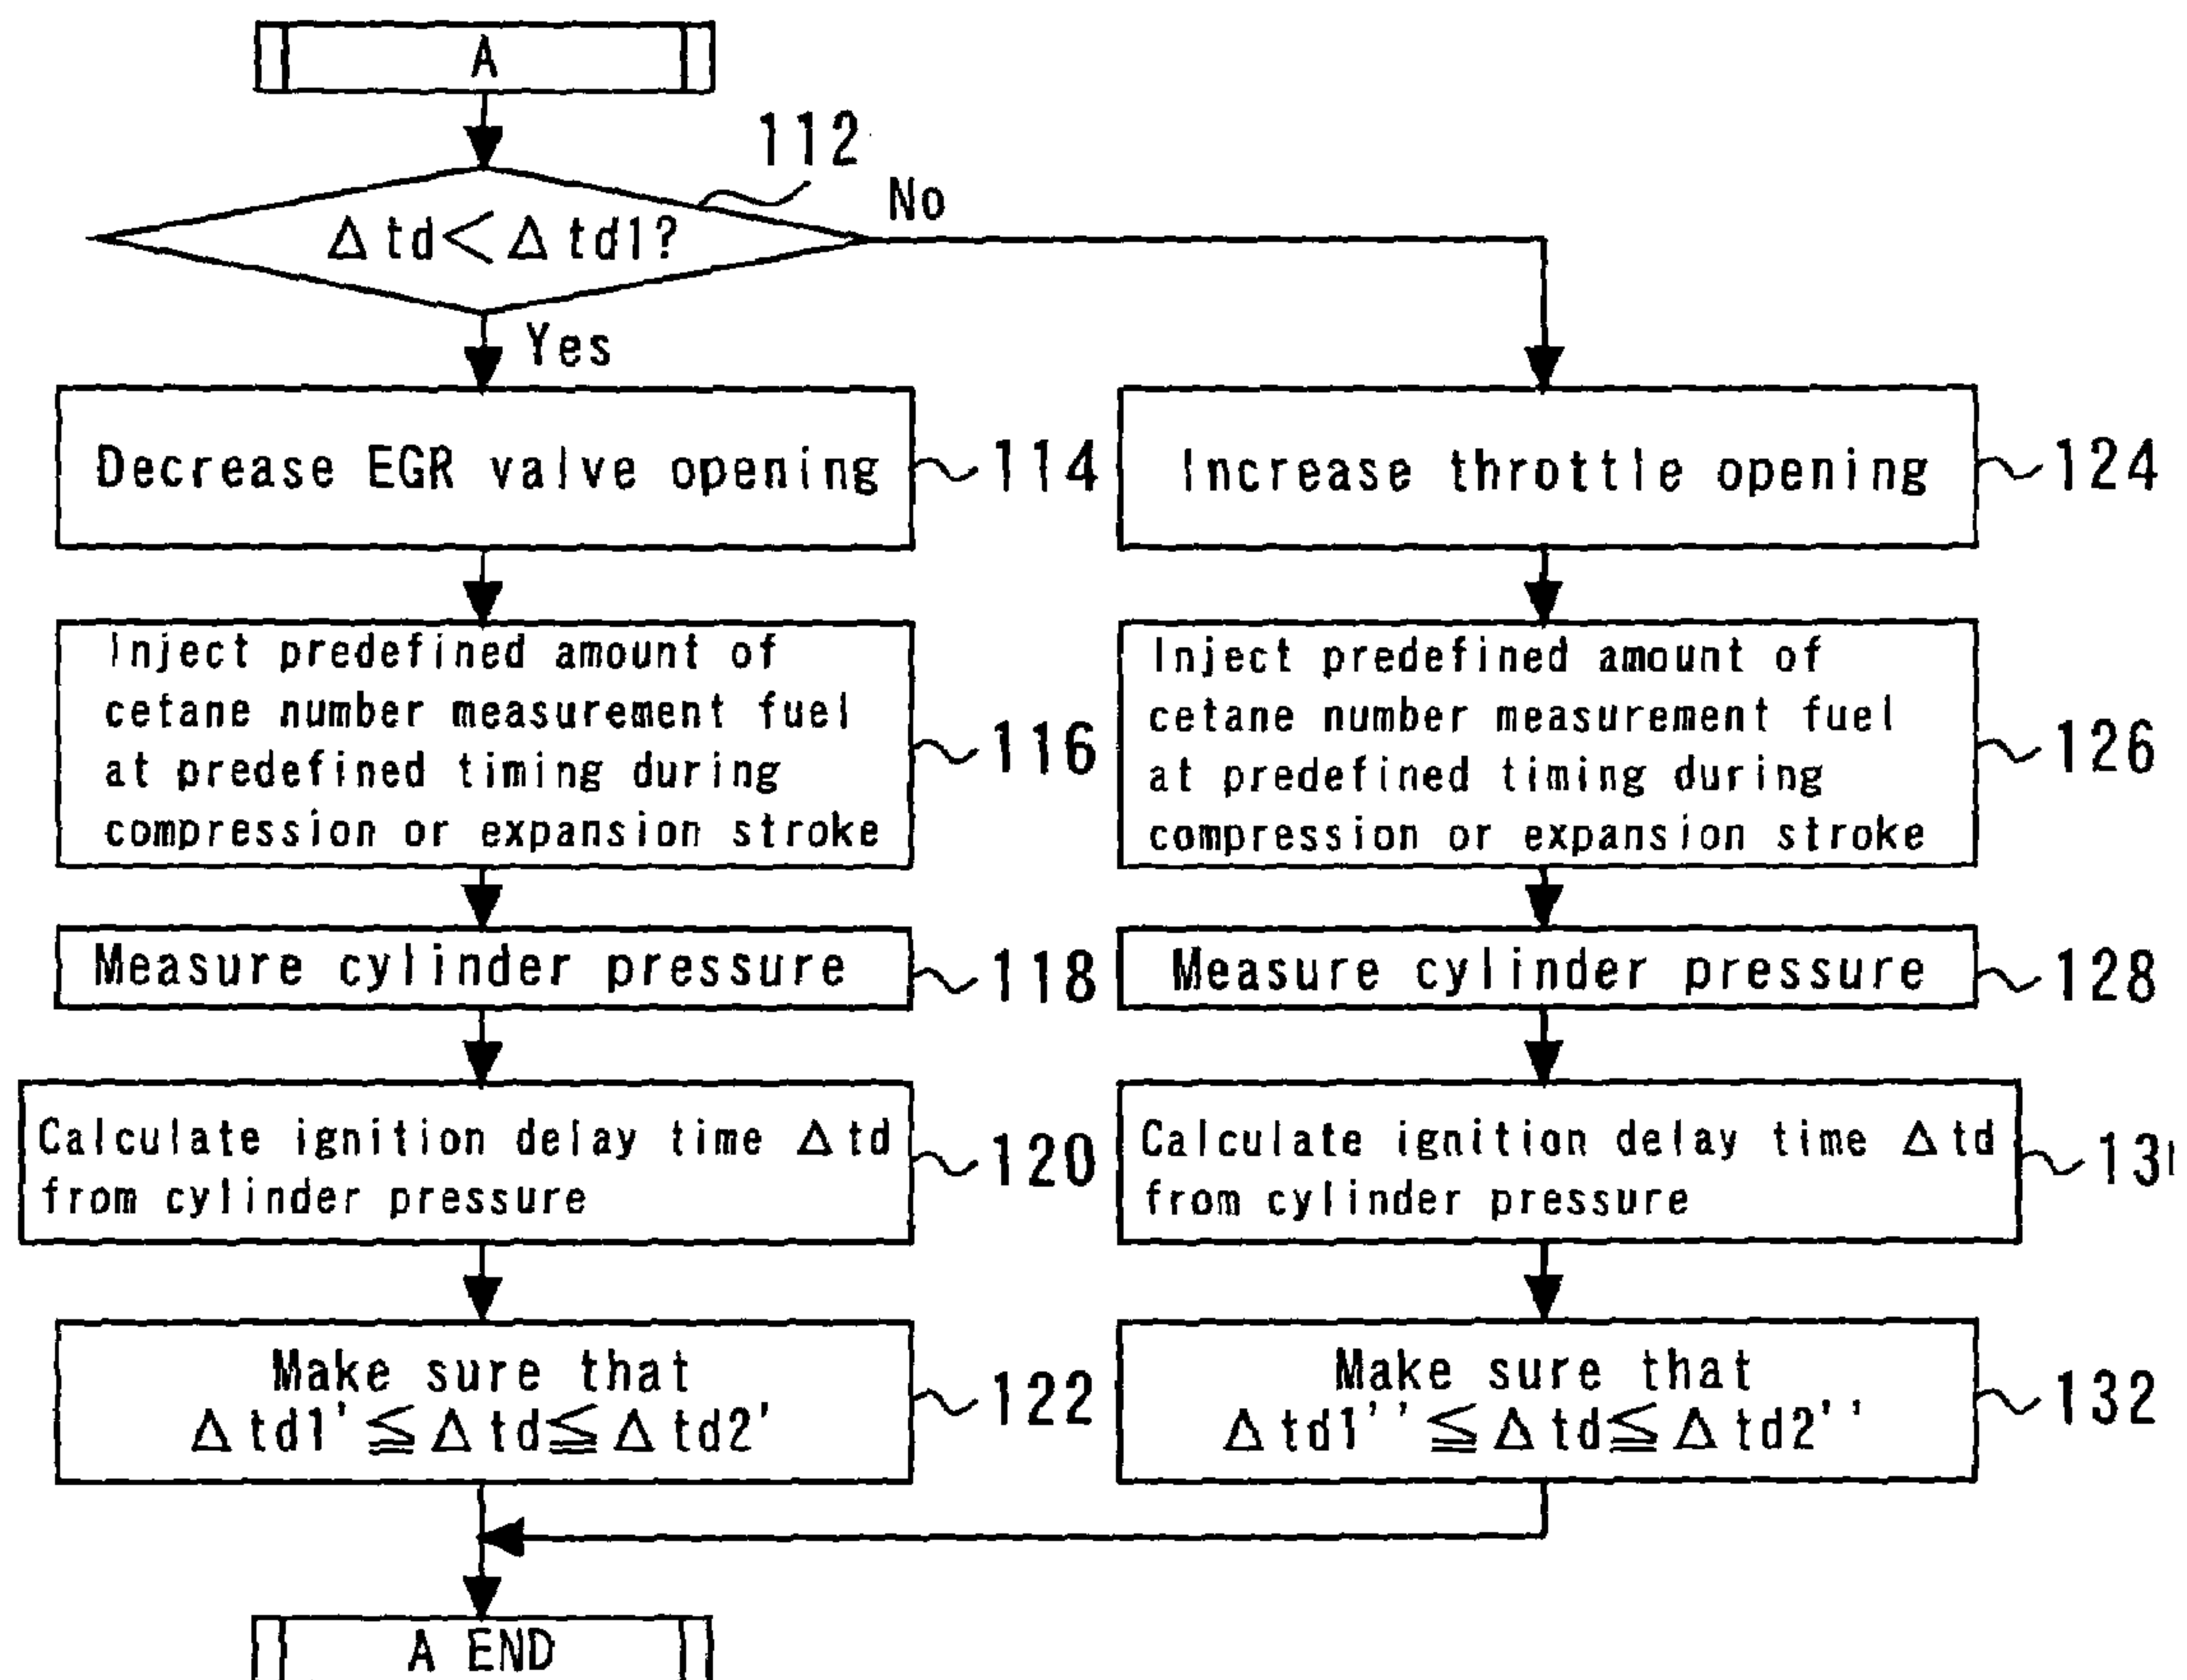 A
112
Δtd<Δtd1?
No
Yes
Decrease EGR valve opening
114
Inject predefined amount of
cetane number measurement fuel
at predefined timing during
compression or expansion stroke
116
Measure cylinder pressure
118
Calculate ignition delay time Δtd
from cylinder pressure
120
Make sure that
Δtd1'≦Δtd≦Δtd2'
122
Increase throttle opening
124
Inject predefined amount of
cetane number measurement fuel
at predefined timing during
compression or expansion stroke
126
Measure cylinder pressure
128
Calculate ignition delay time Δtd
from cylinder pressure
131
Make sure that
Δtd1''≦Δtd≦Δtd2''
132
A END